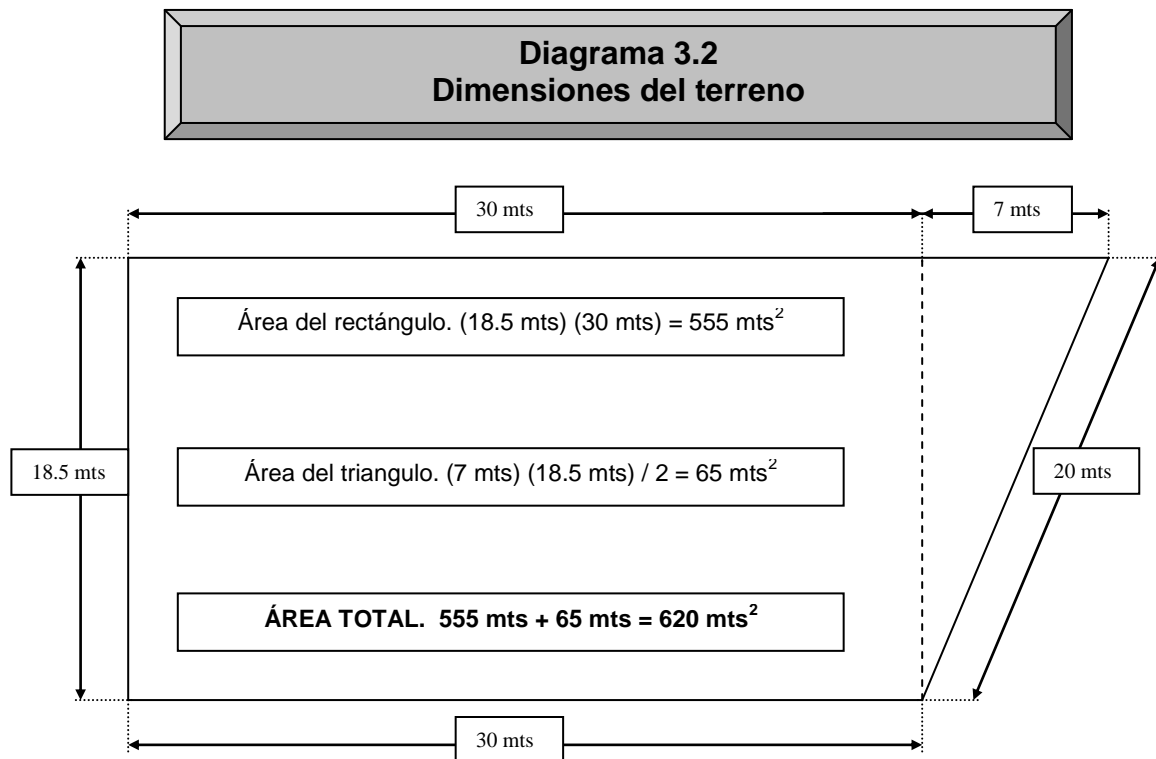 Diagrama 3.2
Dimensiones del terreno
30 mts
7 mts
Área del rectángulo. (18.5 mts) (30 mts) = 555 mts²
18.5 mts
Área del triangulo. (7 mts) (18.5 mts) / 2 = 65 mts²
20 mts
ÁREA TOTAL. 555 mts + 65 mts = 620 mts²
30 mts